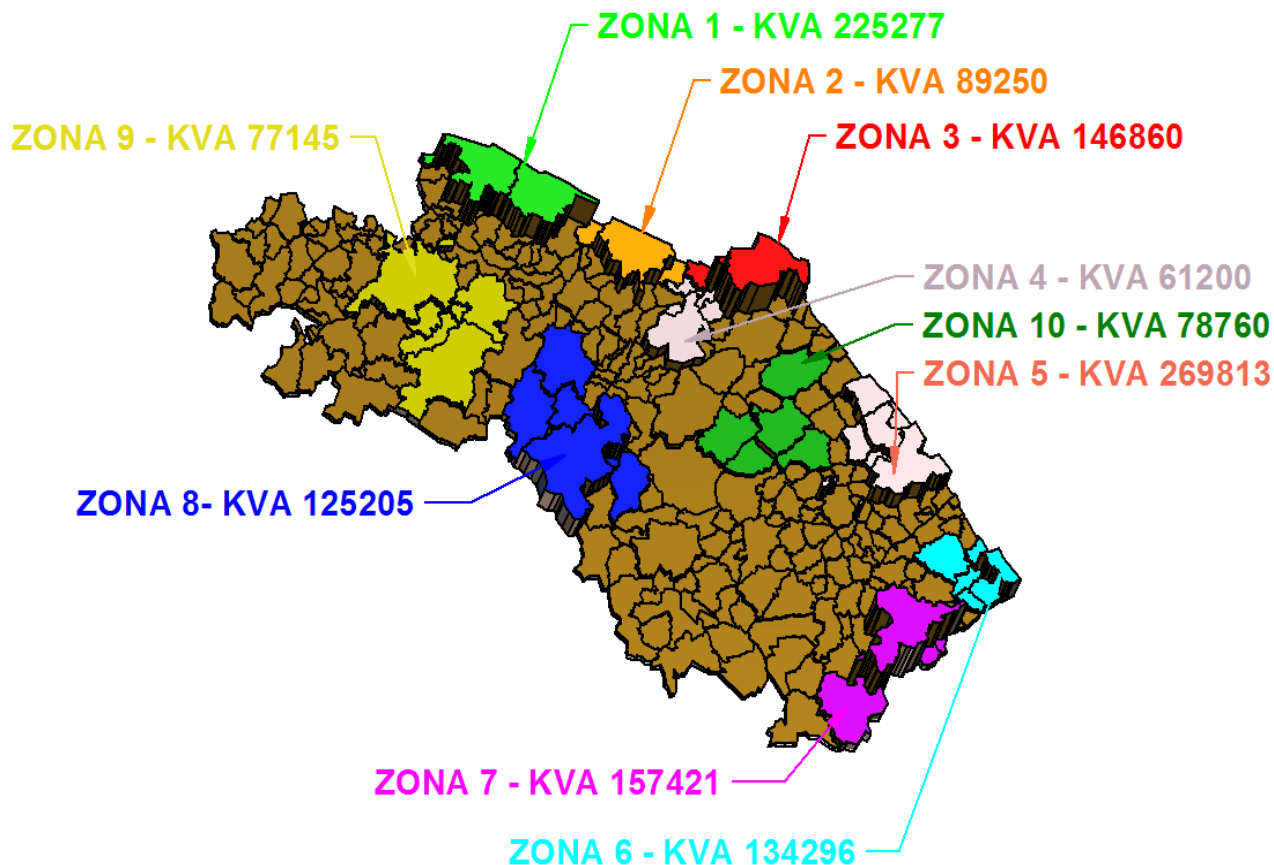 ZONA 1 - KVA 225277
ZONA 2 - KVA 89250
ZONA 9 - KVA 77145
ZONA 3 - KVA 146860
ZONA 4 - KVA 61200
ZONA 10 - KVA 78760
ZONA 5 - KVA 269813
ZONA 8- KVA 125205
ZONA 7 - KVA 157421
ZONA 6 - KVA 134296